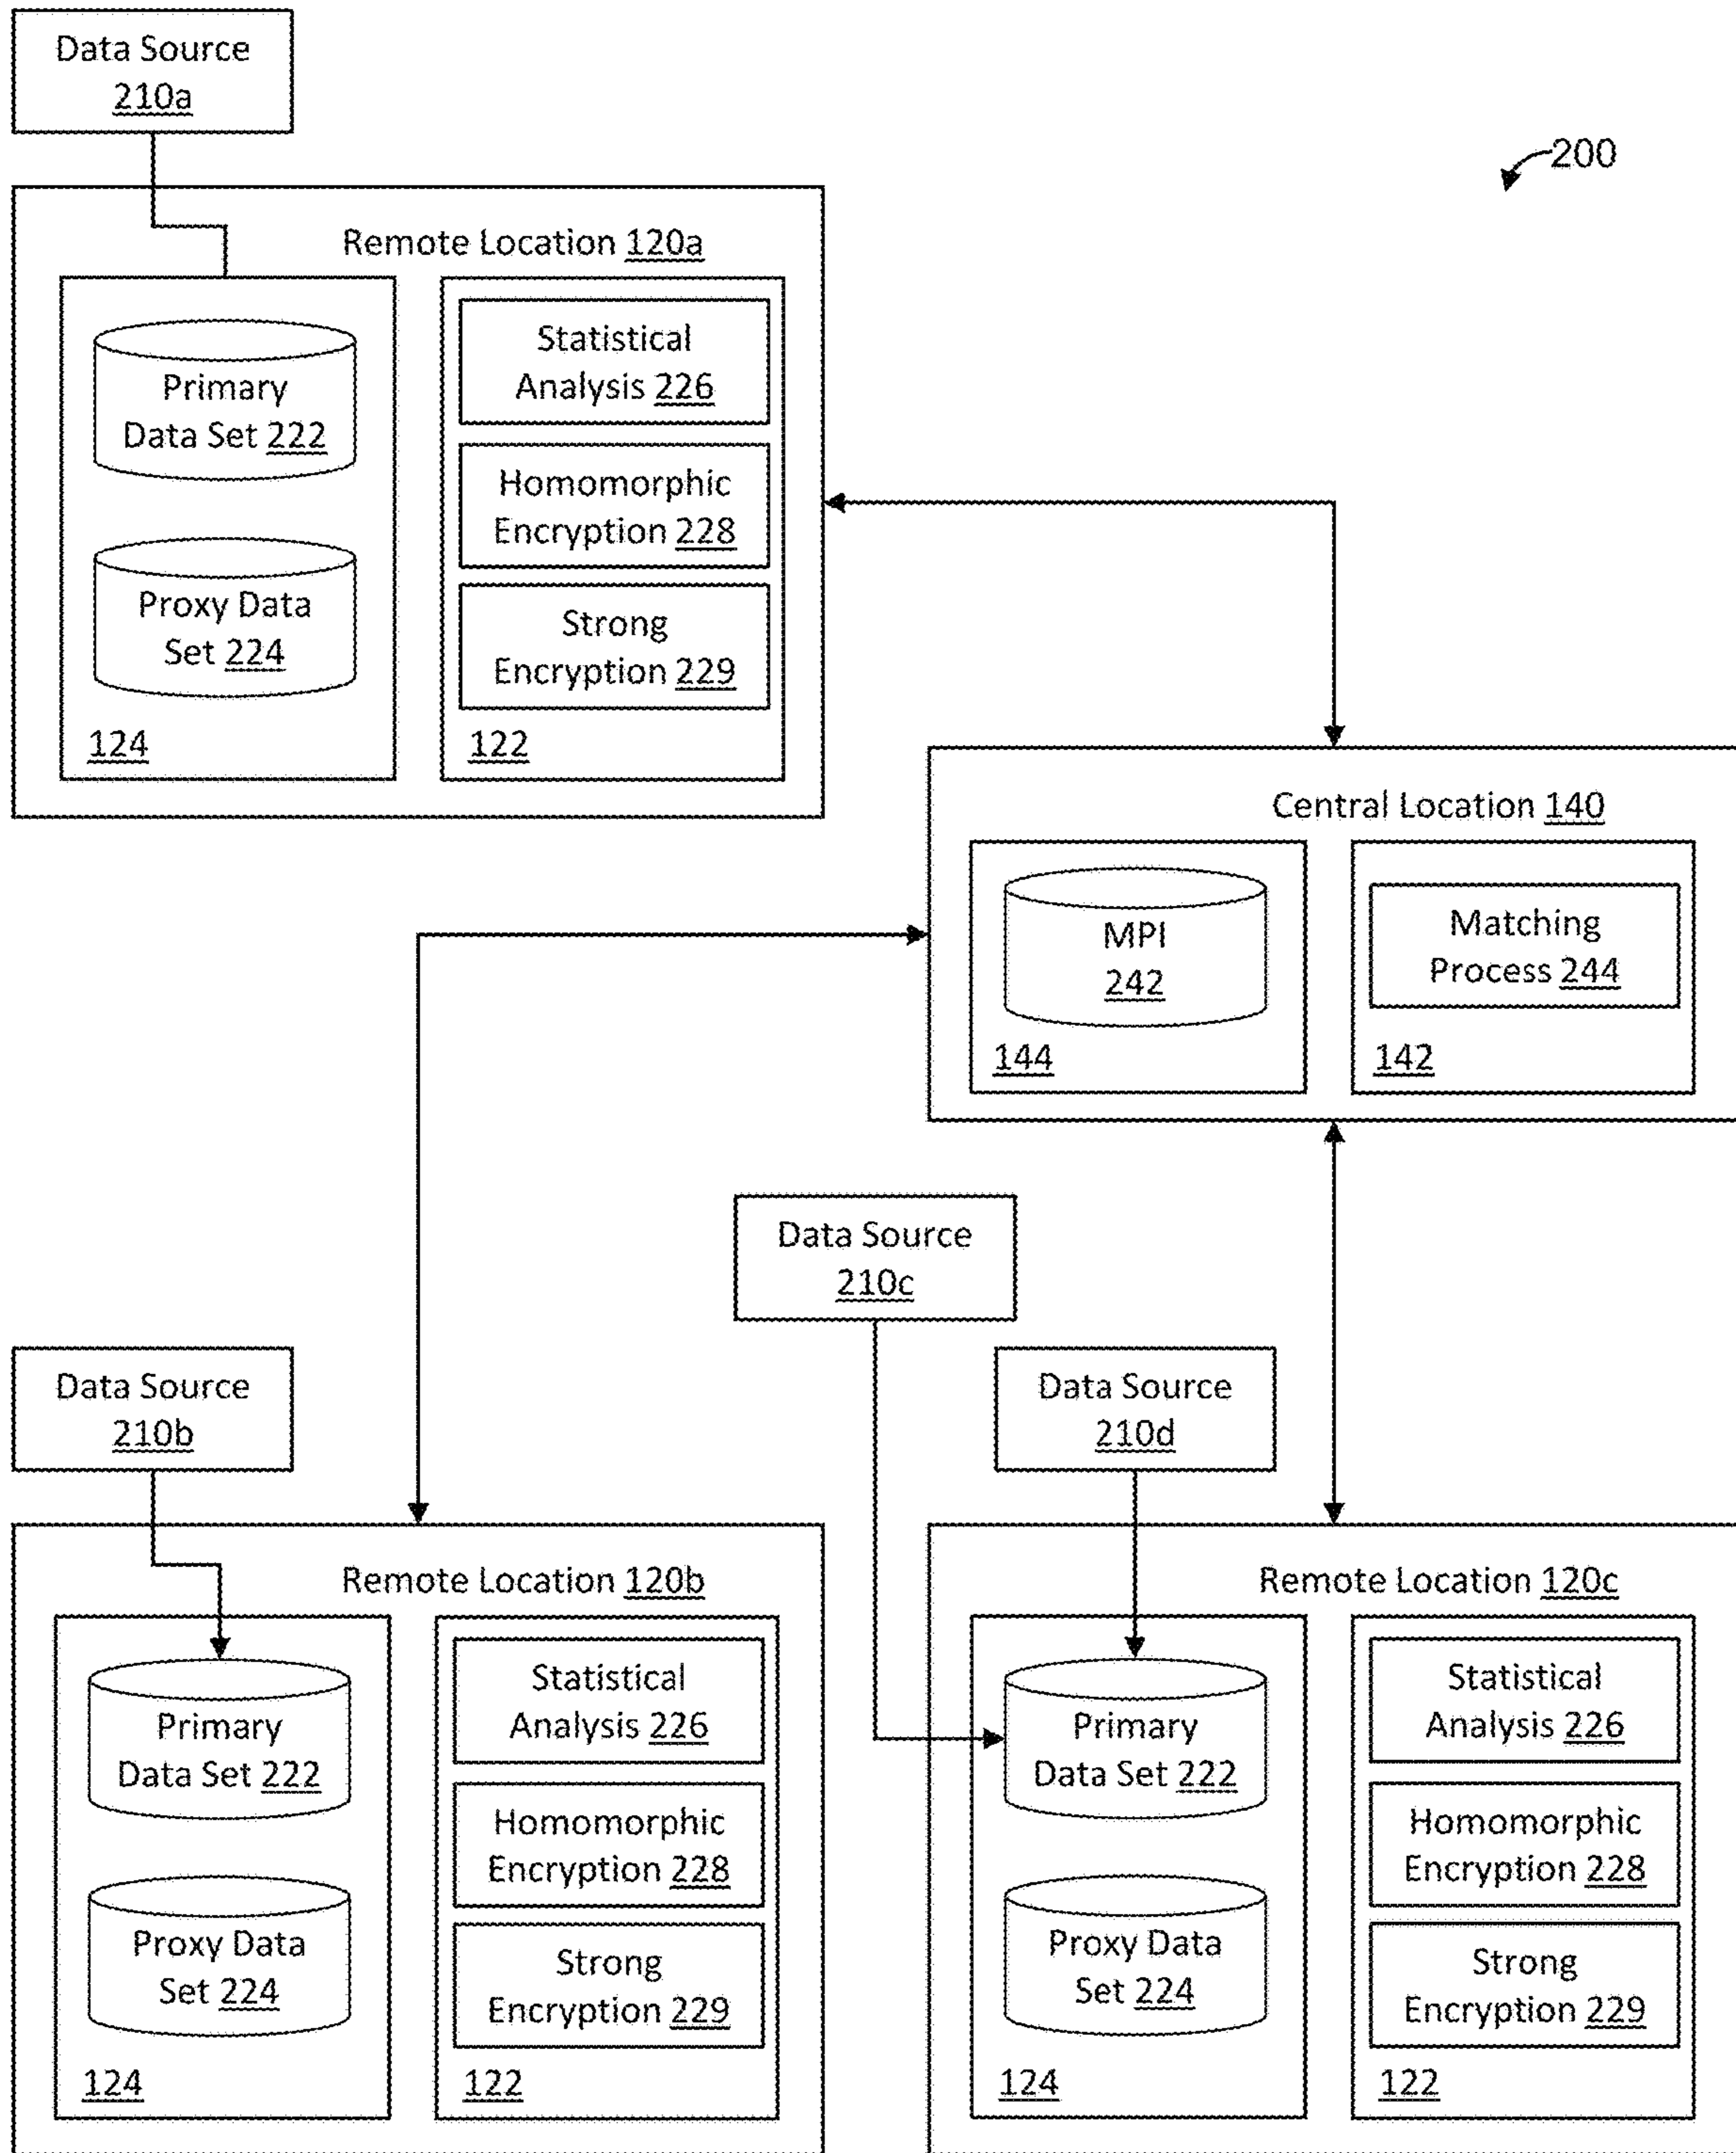 Data Source
210a
200
Remote Location 120a
Primary
Data Set 222
Proxy Data
Set 224
124
Statistical
Analysis 226
Homomorphic
Encryption 228
Strong
Encryption 229
122
Central Location 140
MPI
242
144
Matching
Process 244
142
Data Source
210c
Data Source
210b
Data Source
210d
Remote Location 120b
Primary
Data Set 222
Proxy Data
Set 224
124
Statistical
Analysis 226
Homomorphic
Encryption 228
Strong
Encryption 229
122
Remote Location 120c
Primary
Data Set 222
Proxy Data
Set 224
124
Statistical
Analysis 226
Homomorphic
Encryption 228
Strong
Encryption 229
122